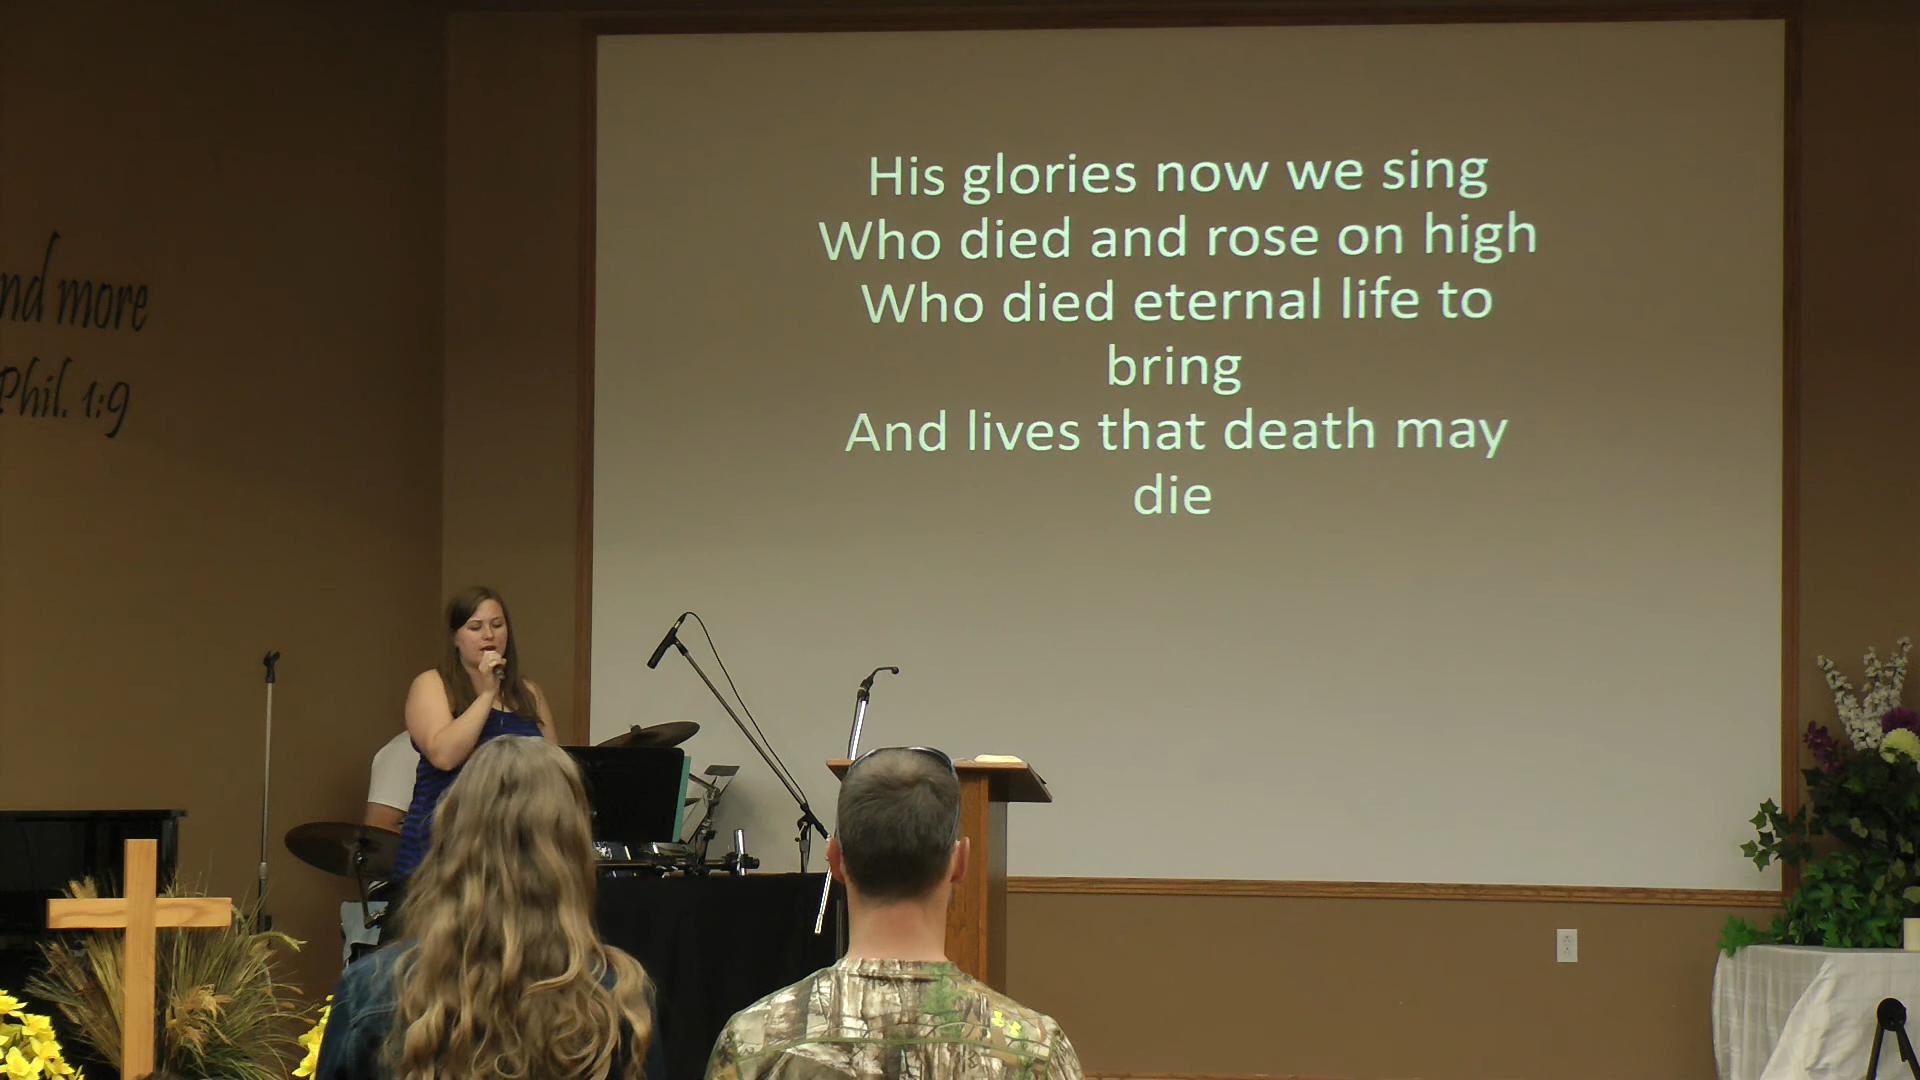 His glories now we sing
Who died and rose on high
Who died eternal life to
bring
And lives that death may
die
nd more
Phil. 1:9